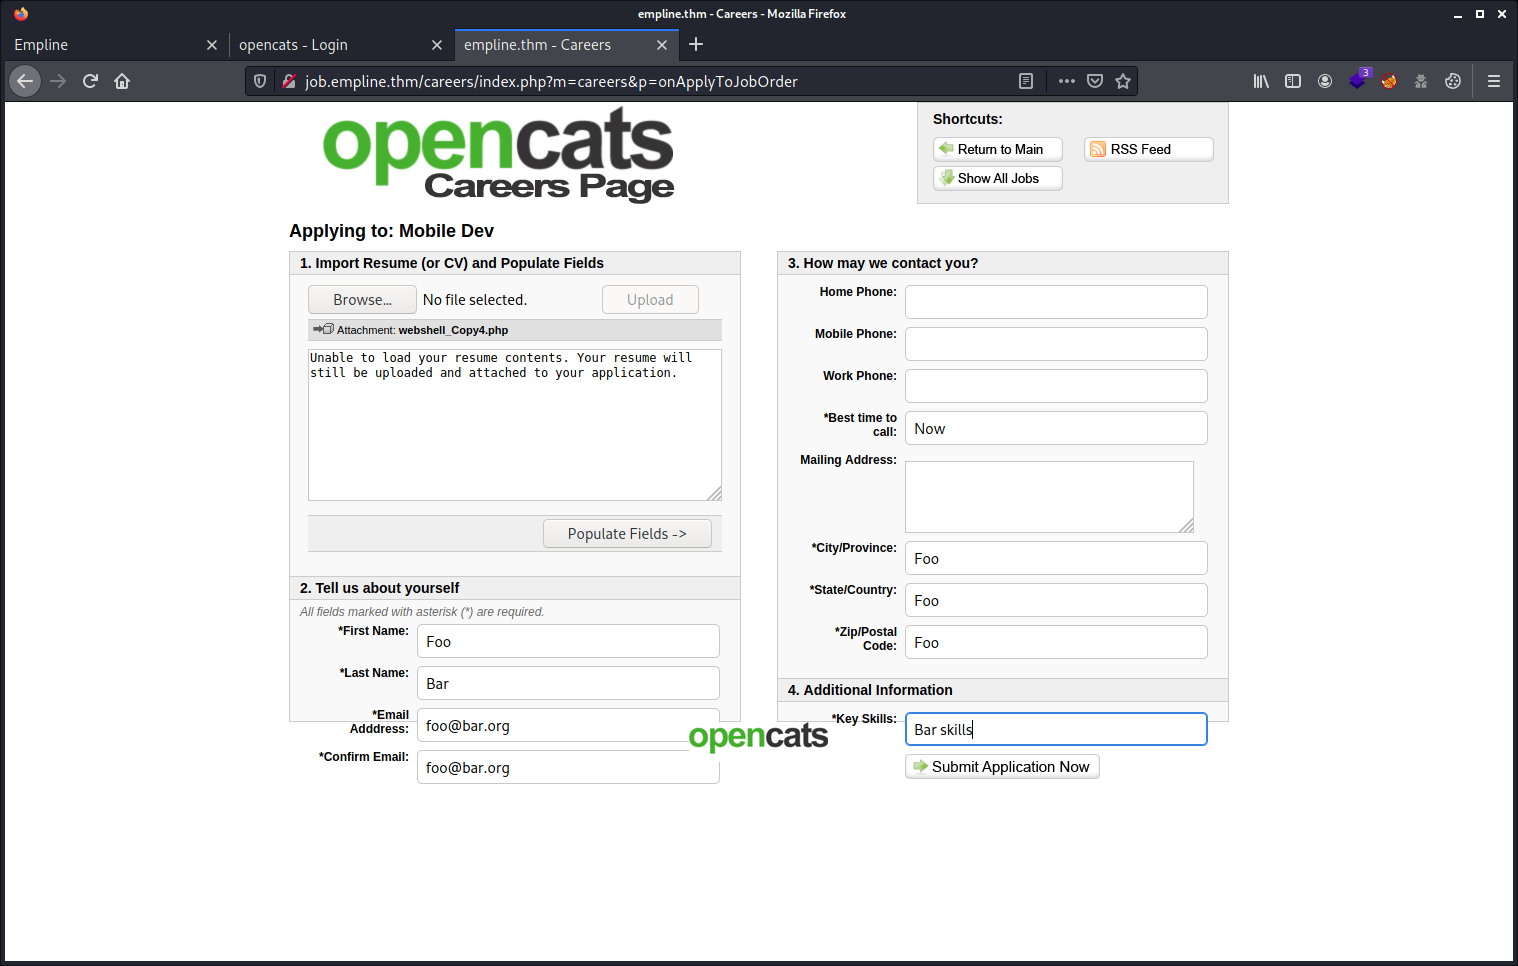 empline.thm - Careers - Mozilla Firefox
Empline
opencats - Login
empline.thm - Careers
job.empline.thm/careers/index.php?m=careers&p=onApplyToJobOrder
3
opencats
Careers Page
Shortcuts:
Return to Main
RSS Feed
Show All Jobs
Applying to: Mobile Dev
1. Import Resume (or CV) and Populate Fields
Browse...
No file selected.
Upload
Attachment: webshell_Copy4.php
Unable to load your resume contents. Your resume will
still be uploaded and attached to your application.
Populate Fields ->
2. Tell us about yourself
All fields marked with asterisk (*) are required.
*First Name:
Foo
*Last Name:
Bar
*Email
Adddress:
foo@bar.org
*Confirm Email:
foo@bar.org
3. How may we contact you?
Home Phone:
Mobile Phone:
Work Phone:
*Best time to
call:
Now
Mailing Address:
*City/Province:
Foo
*State/Country:
Foo
*Zip/Postal
Code:
Foo
4. Additional Information
*Key Skills:
Bar skills
Submit Application Now
opencats